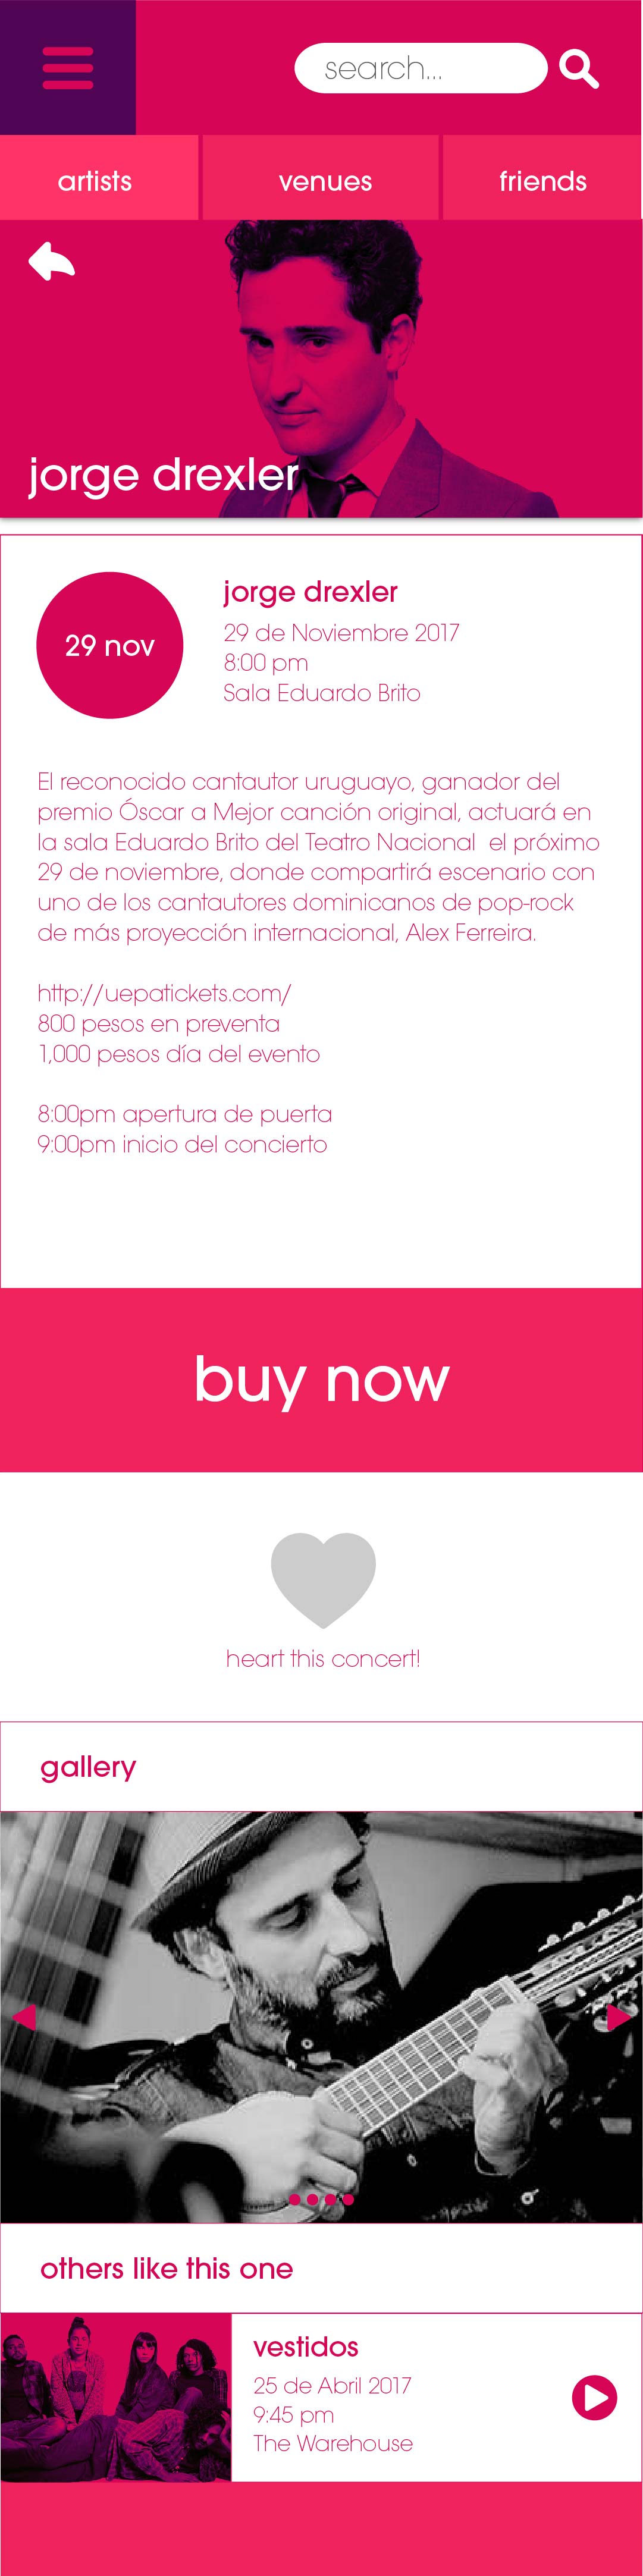 search...
artists
venues
friends
jorge drexler
29 nov
jorge drexler
29 de Noviembre 2017
8:00 pm
Sala Eduardo Brito
El reconocido cantautor uruguayo, ganador del
premio Óscar a Mejor canción original, actuará en
la sala Eduardo Brito del Teatro Nacional  el próximo
29 de noviembre, donde compartirá escenario con
uno de los cantautores dominicanos de pop-rock
de más proyección internacional, Alex Ferreira.
http://uepatickets.com/
800 pesos en preventa
1,000 pesos día del evento
8:00pm apertura de puerta
9:00pm inicio del concierto
buy now
heart this concert!
gallery
others like this one
vestidos
25 de Abril 2017
9:45 pm
The Warehouse